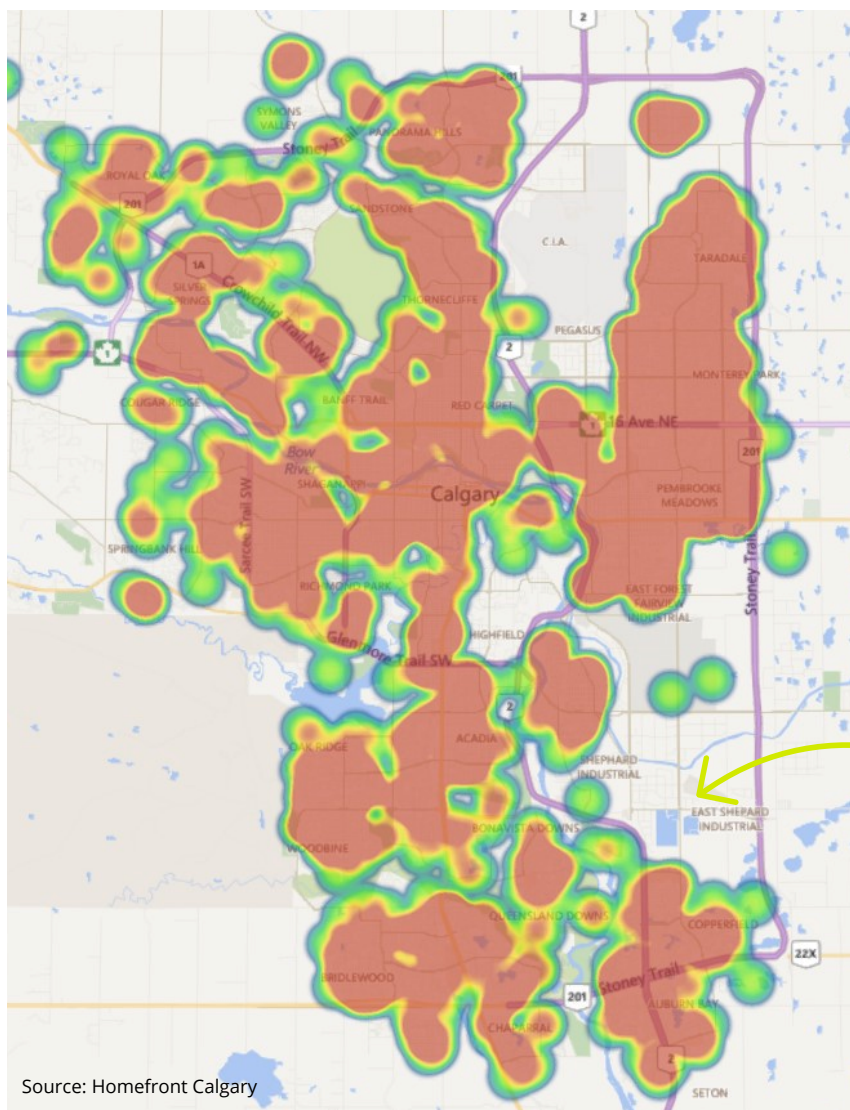 2
201
SYMONS
VALLEY
PANORAMA HILLS
Stoney Trail
ROYAL OAK
201
SANDSTONE
C.I.A.
TARADALE
1A
SILVER
SPRINGS
Crowchild Trail NW
THORNECLIFFE
PEGASUS
2
1
MONTEREY PARK
COUGAR RIDGE
BANFF TRAIL
RED CARPET
1
16 Ave NE
Bow
River
201
SHAGANAPPI
Calgary
PEMBROOKE
MEADOWS
Sarcee Trail SW
SPRINGBANK HILL
Stoney Trail
RICHMOND PARK
EAST FOREST
FAIRVIEW
INDUSTRIAL
HIGHFIELD
Glenmore Trail SW
2
OAK RIDGE
ACADIA
SHEPHARD
INDUSTRIAL
EAST SHEPARD
INDUSTRIAL
BONAVISTA DOWNS
WOODBINE
QUEENSLAND DOWNS
COPPERFIELD
22X
BRIDLEWOOD
Stoney Trail
201
AUBURN BAY
CHAPARRAL
2
Source: Homefront Calgary
SETON